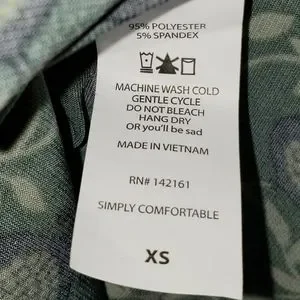 95% POLYESTER
5% SPANDEX
MACHINE WASH COLD
GENTLE CYCLE
DO NOT BLEACH
HANG DRY
OR you'll be sad
MADE IN VIETNAM
RN# 142161
SIMPLY COMFORTABLE
XS